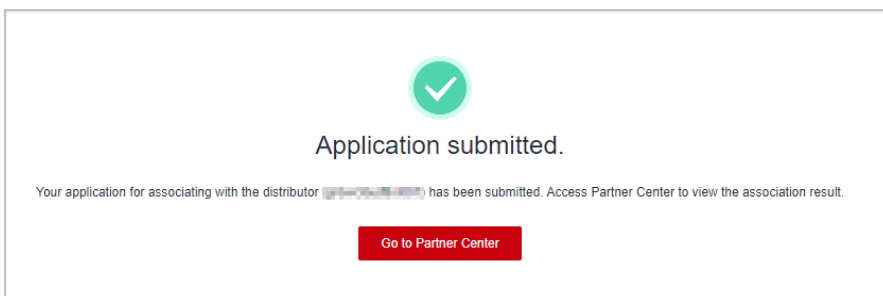 Application submitted.
Your application for associating with the distributor ( ) has been submitted. Access Partner Center to view the association result.
Go to Partner Center